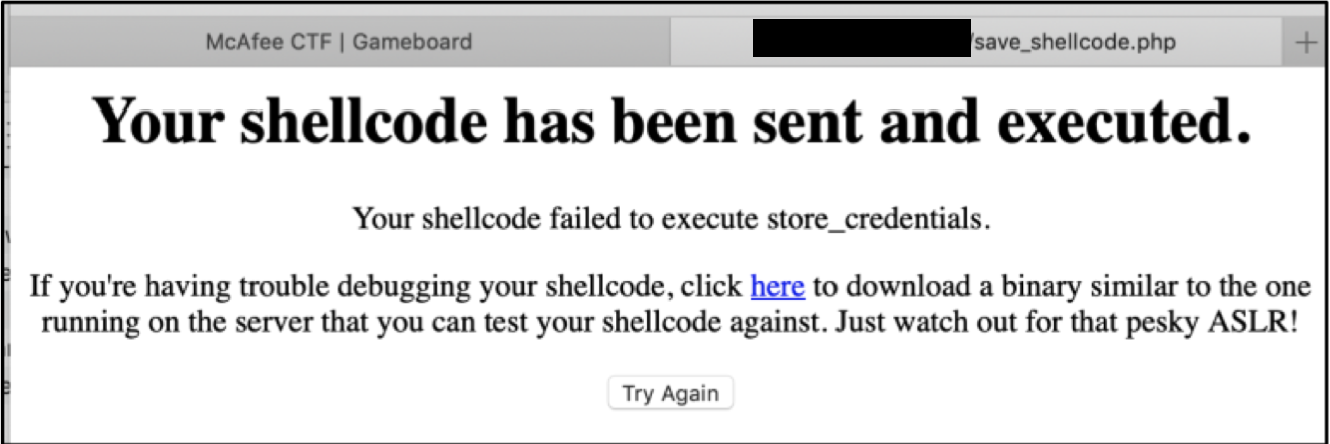 McAfee CTF | Gameboard
/save_shellcode.php
+
Your shellcode has been sent and executed.
Your shellcode failed to execute store_credentials.
If you're having trouble debugging your shellcode, click here to download a binary similar to the one
running on the server that you can test your shellcode against. Just watch out for that pesky ASLR!
Try Again